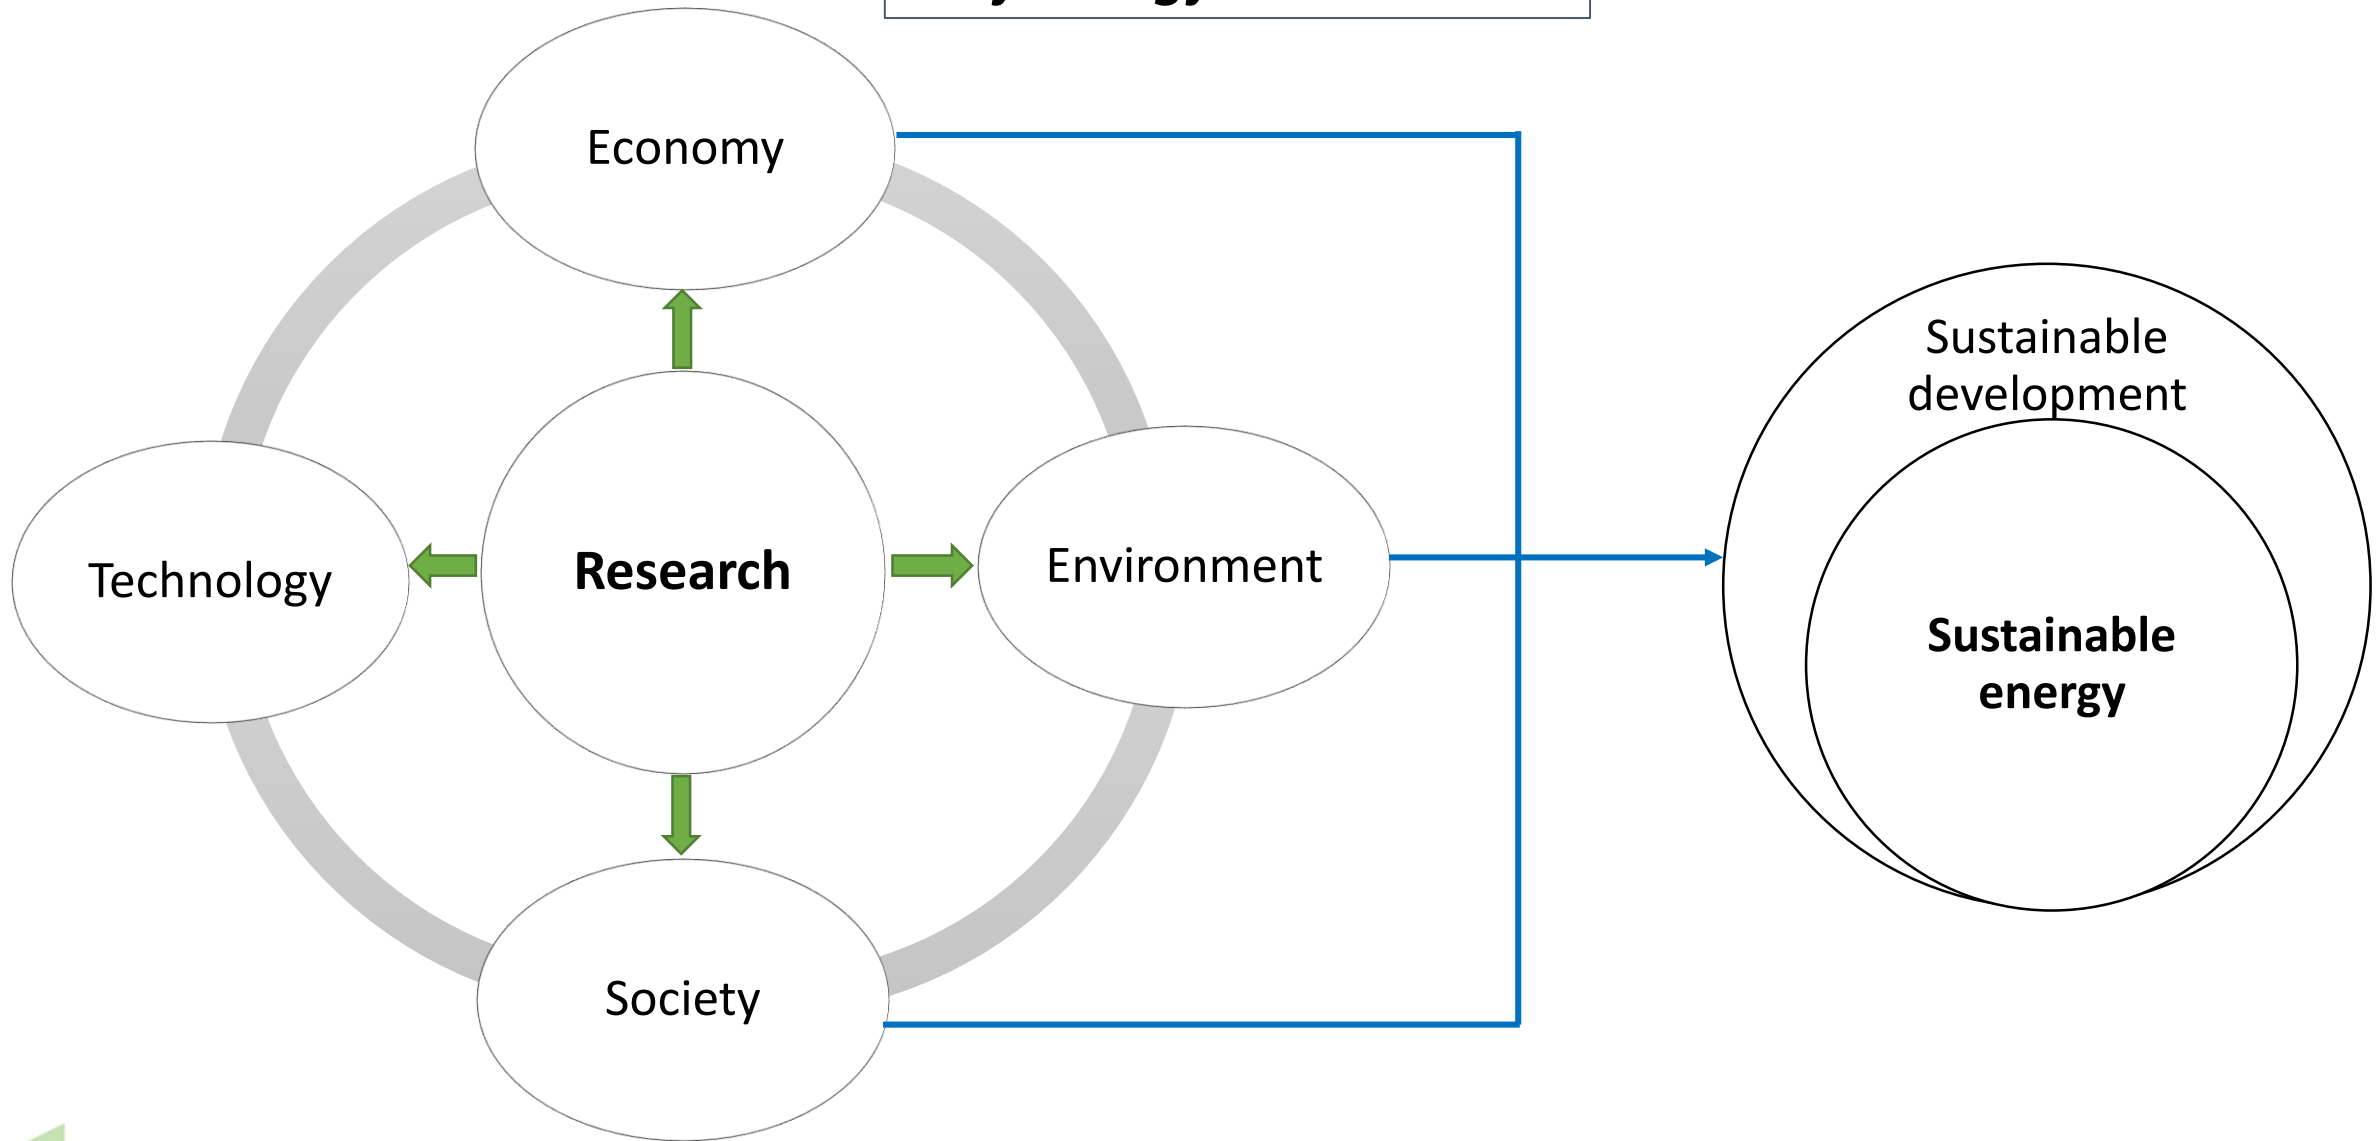 Economy
Technology
Research
Environment
Society
Sustainable
development
Sustainable
energy